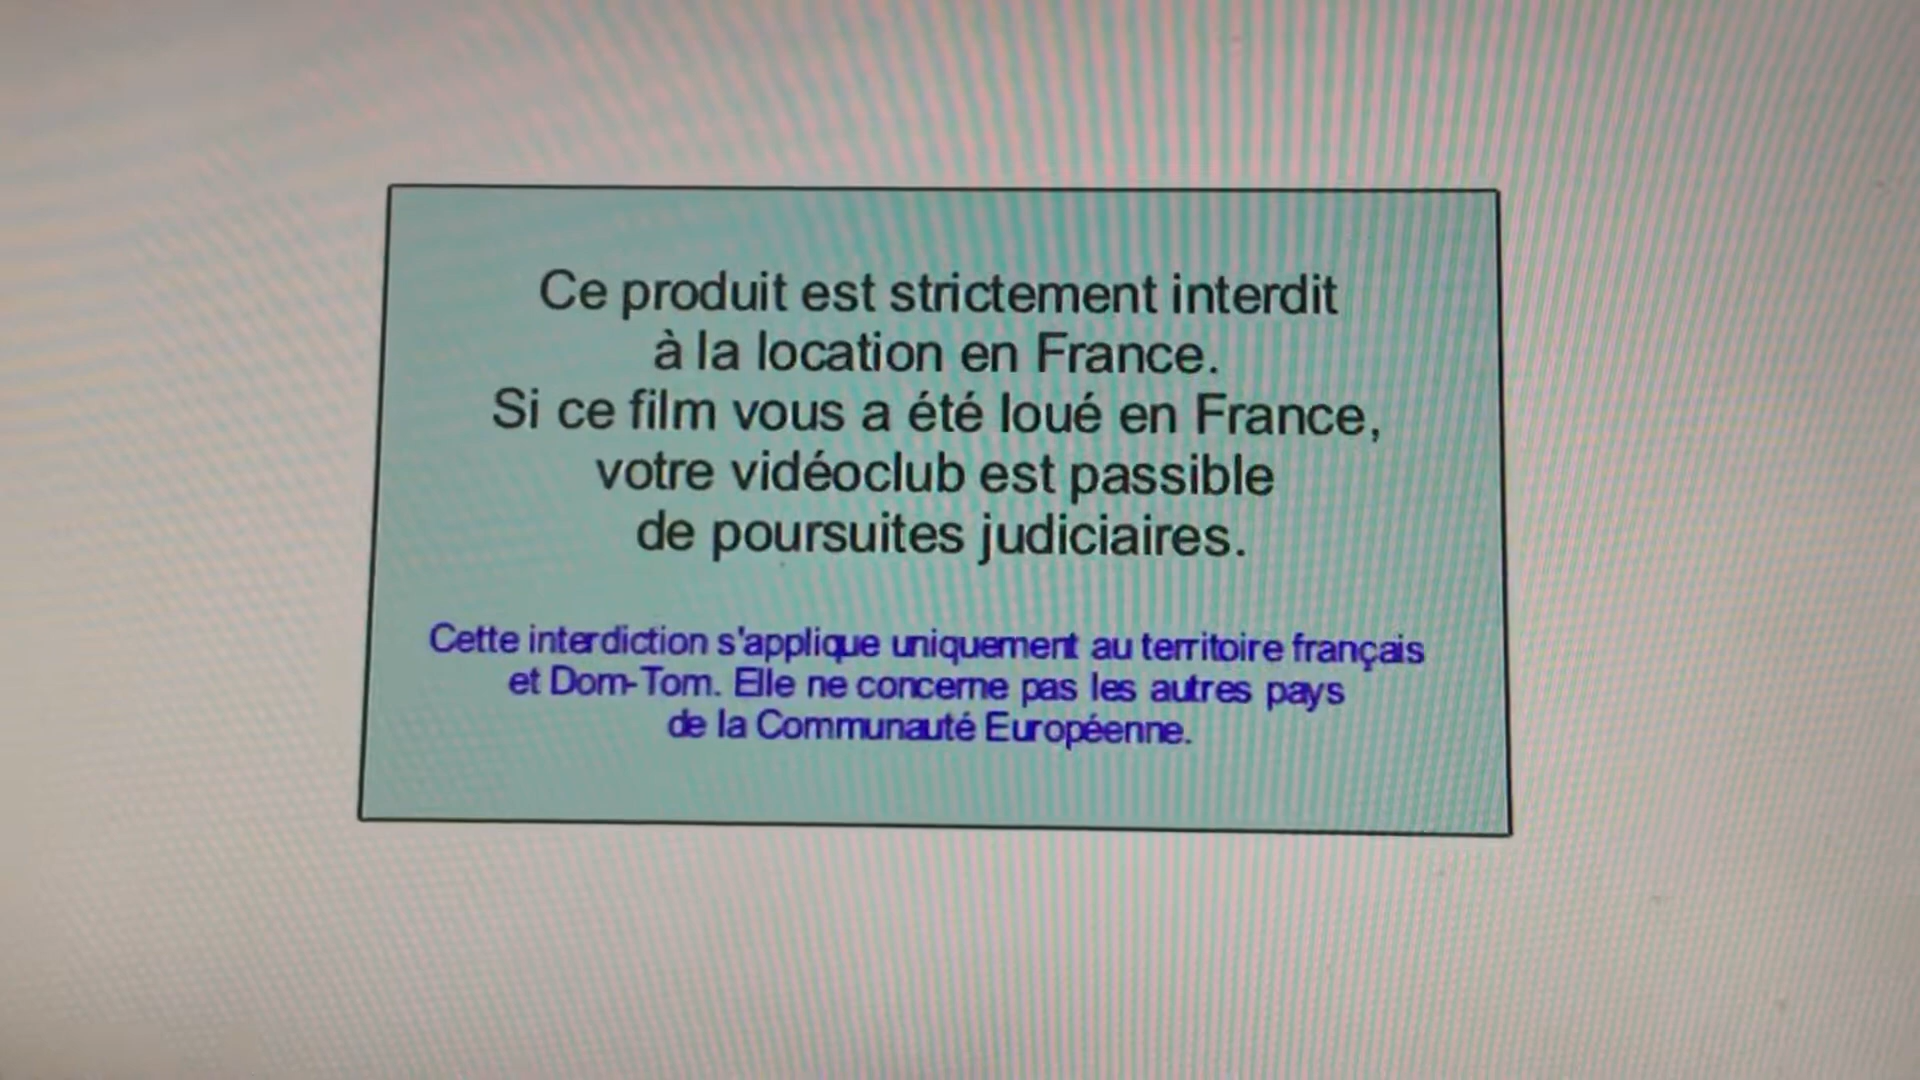 Ce produit est strictement interdit
à la location en France.
Si ce film vous a été loué en France,
votre vidéoclub est passible
de poursuites judiciaires.
Cette interdiction s'applique uniquement au territoire français
et Dom-Tom. Elle ne concerne pas les autres pays
de la Communauté Européenne.